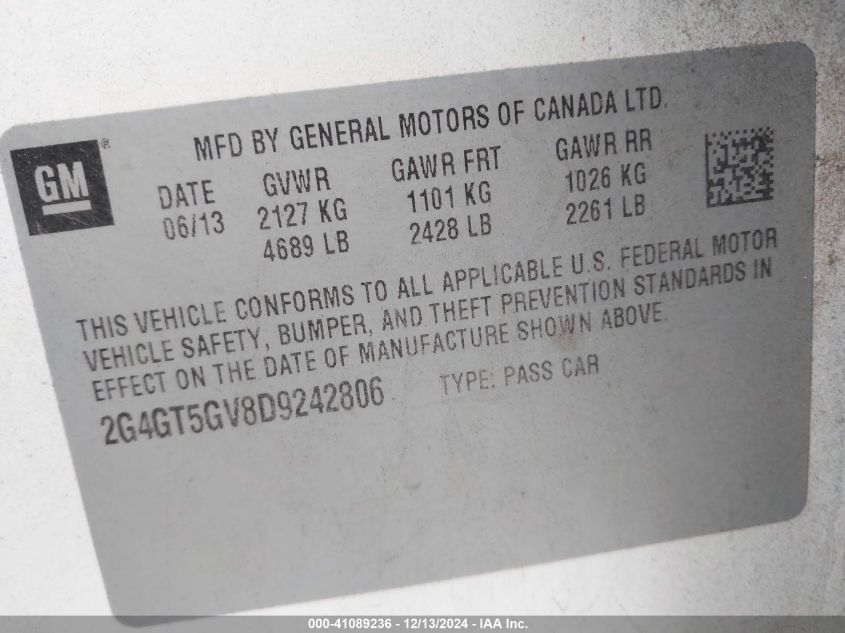 GM®
MFD BY GENERAL MOTORS OF CANADA LTD.
DATE GVWR GAWR FRT GAWR RR
06/13 2127 KG 1101 KG 1026 KG
4689 LB 2428 LB 2261 LB
THIS VEHICLE CONFORMS TO ALL APPLICABLE U.S. FEDERAL MOTOR
VEHICLE SAFETY, BUMPER, AND THEFT PREVENTION STANDARDS IN
EFFECT ON THE DATE OF MANUFACTURE SHOWN ABOVE.
2G4GT5GV8D9242806 TYPE: PASS CAR
000-41089236 - 12/13/2024 - IAA Inc.